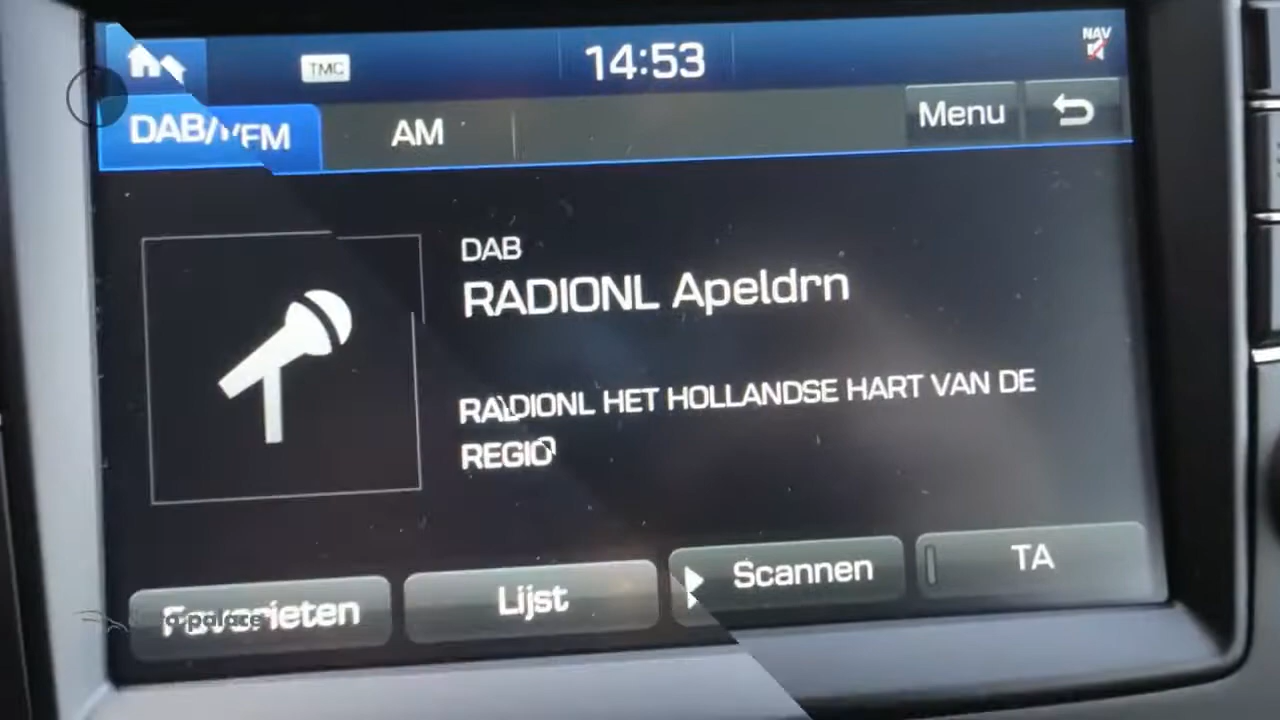 14:53
TMC
NAV
DAB/FM
AM
Menu
DAB
RADIONL Apeldrn
RADIONL HET HOLLANDSE HART VAN DE
REGIO
Favorieten
Lijst
Scannen
TA
palace